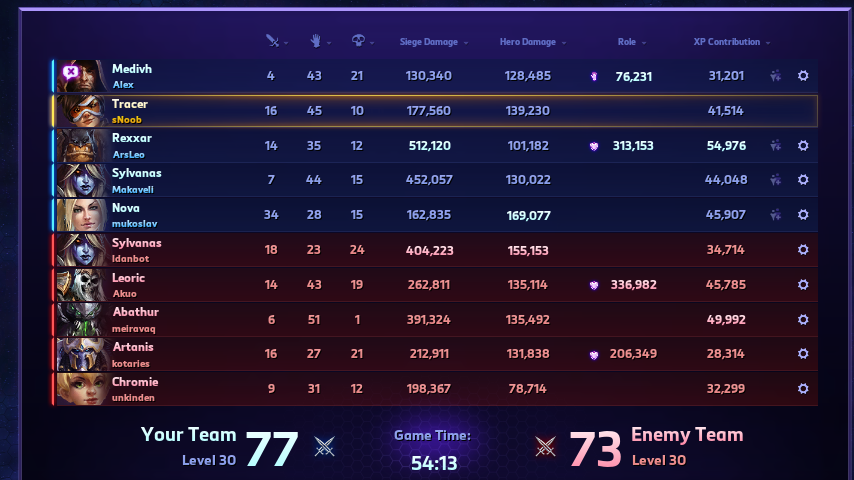 Siege Damage Hero Damage Role XP Contribution
Medivh 4 43 21 130,340 128,485 76,231 31,201
Alex
Tracer 16 45 10 177,560 139,230 41,514
sNoob
Rexxar 14 35 12 512,120 101,182 313,153 54,976
ArsLeo
Sylvanas 7 44 15 452,057 130,022 44,048
Makaveli
Nova 34 28 15 162,835 169,077 45,907
mukoslav
Sylvanas 18 23 24 404,223 155,153 34,714
Idanbot
Leoric 14 43 19 262,811 135,114 336,982 45,785
Akuo
Abathur 6 51 1 391,324 135,492 49,992
meiravaq
Artanis 16 27 21 212,911 131,838 206,349 28,314
kotaries
Chromie 9 31 12 198,367 78,714 32,299
unkinden
Your Team 77 Game Time: 73 Enemy Team
Level 30 54:13 Level 30